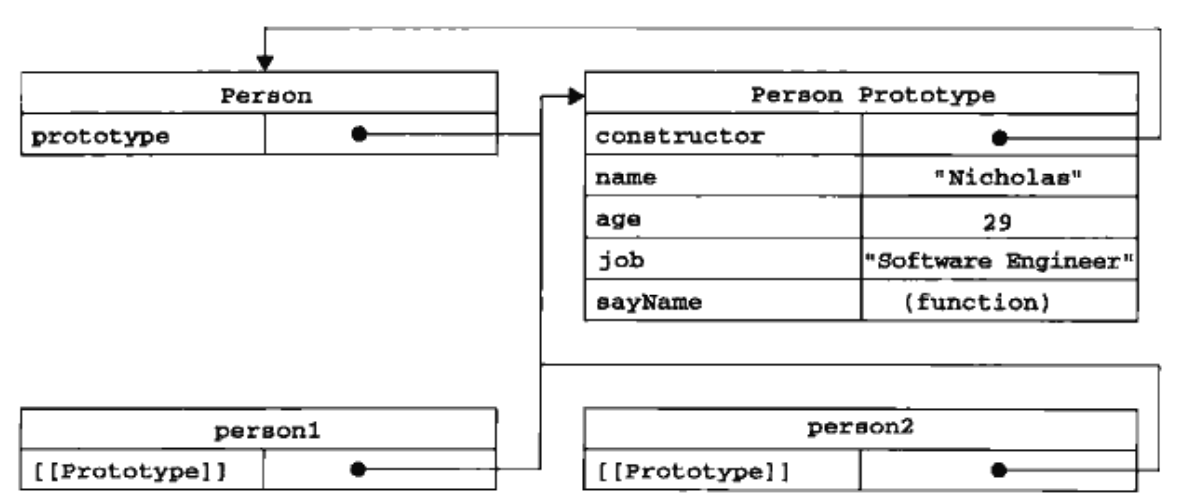 Person
prototype
Person Prototype
constructor
name "Nicholas"
age 29
job "Software Engineer"
sayName (function)
person1
[[Prototype]]
person2
[[Prototype]]